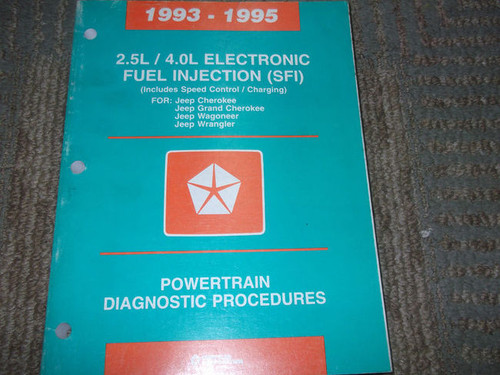 1993 - 1995
2.5L / 4.0L ELECTRONIC
FUEL INJECTION (SFI)
(Includes Speed Control / Charging)
FOR: Jeep Cherokee
Jeep Grand Cherokee
Jeep Wagoneer
Jeep Wrangler
POWERTRAIN
DIAGNOSTIC PROCEDURES